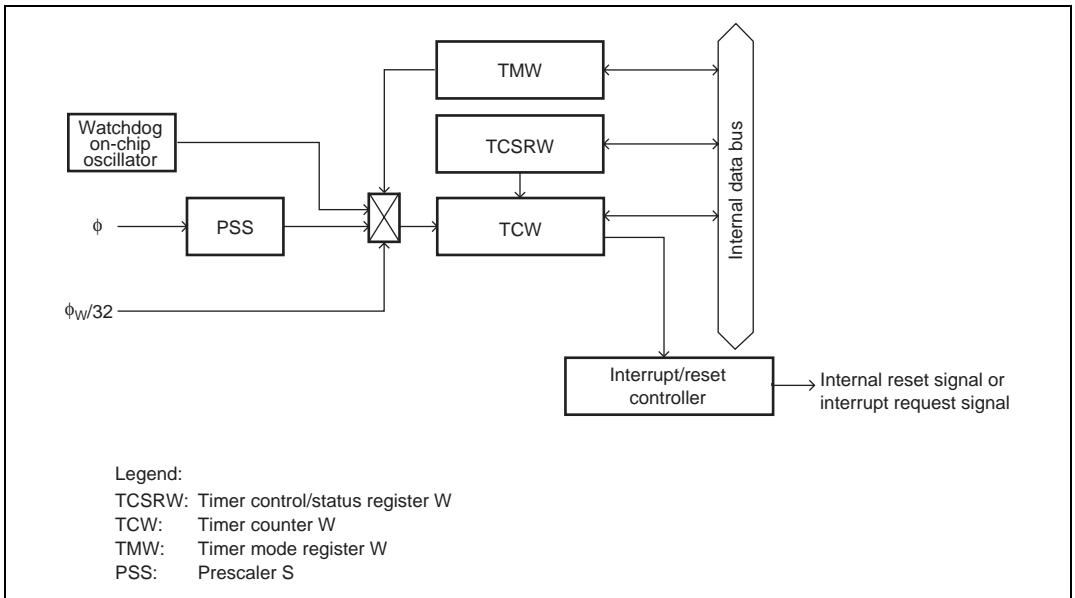 TMW
Watchdog
on-chip
oscillator
TCSRW
ϕ
PSS
TCW
Internal data bus
ϕW/32
Interrupt/reset
controller
Internal reset signal or
interrupt request signal
Legend:
TCSRW: Timer control/status register W
TCW: Timer counter W
TMW: Timer mode register W
PSS: Prescaler S